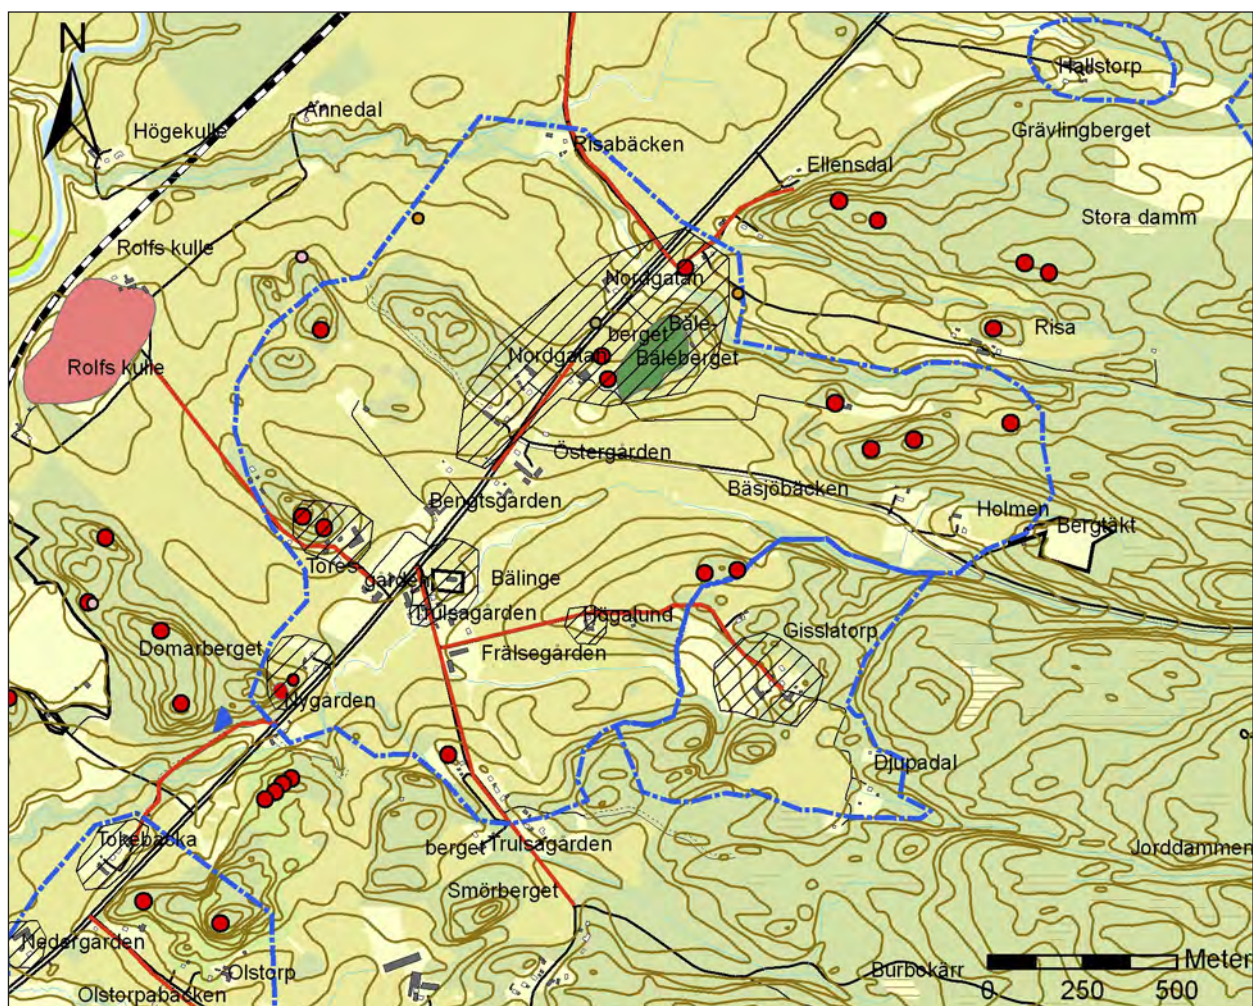 N
Hallstorp
Annedal
Högekulle
Grävlingberget
Risabäcken
Ellensdal
Stora damm
Rolfs kulle
Nordgatan
Båle-
berget
Risa
Nordgatan
Båleberget
Rolfs kulle
Östergården
Bäsjöbäcken
Bengtsgården
Holmen
Bergtäkt
Tores-
gården
Bälinge
Trulsagården
Högalund
Gisslatorp
Domarberget
Frälsegården
Nygården
Djupadal
Tokebacka
berget
Trulsagården
Jorddammen
Smörberget
Nedergården
Olstorp
Burbokärr
Meter
Olstorpabäcken
0 250 500